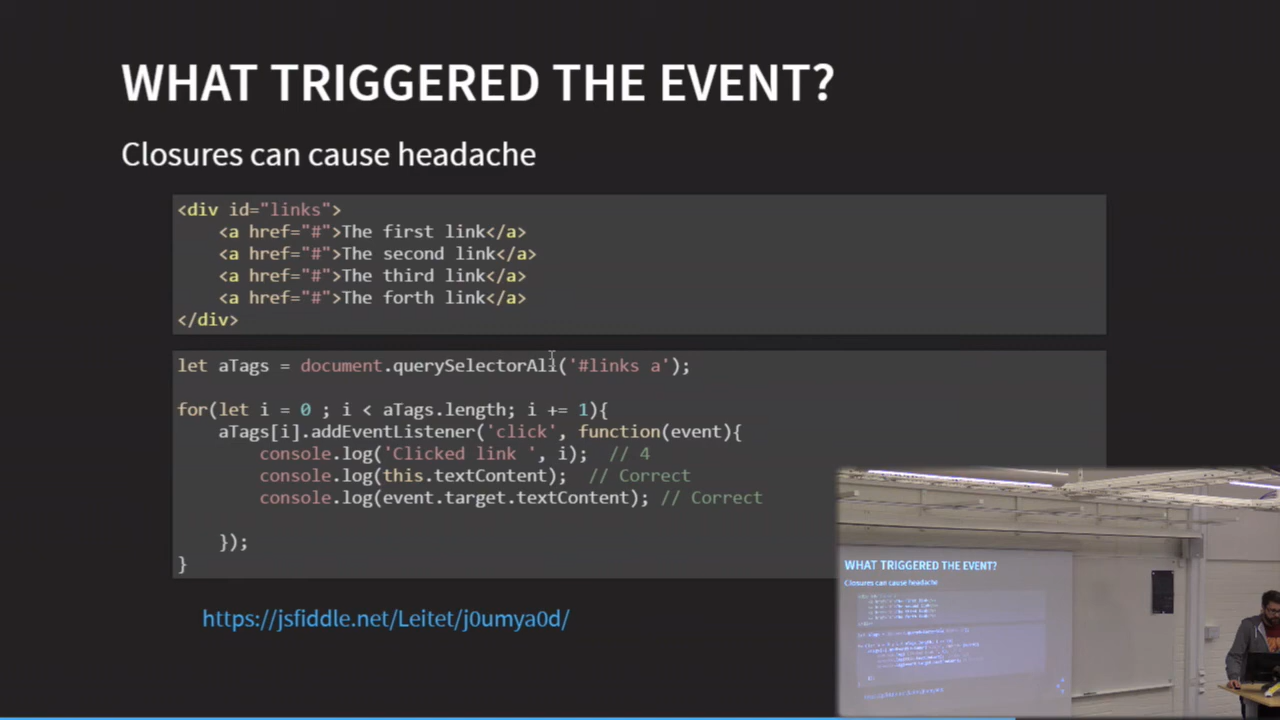 WHAT TRIGGERED THE EVENT?
Closures can cause headache
<div id="links">
<a href="#">The first link</a>
<a href="#">The second link</a>
<a href="#">The third link</a>
<a href="#">The forth link</a>
</div>
let aTags = document.querySelectorAll('#links a');
for(let i = 0 ; i < aTags.length; i += 1){
aTags[i].addEventListener('click', function(event){
console.log('Clicked link ', i);  // 4
console.log(this.textContent);  // Correct
console.log(event.target.textContent); // Correct
});
}
https://jsfiddle.net/Leitet/j0umya0d/
WHAT TRIGGERED THE EVENT?
Closures can cause headache